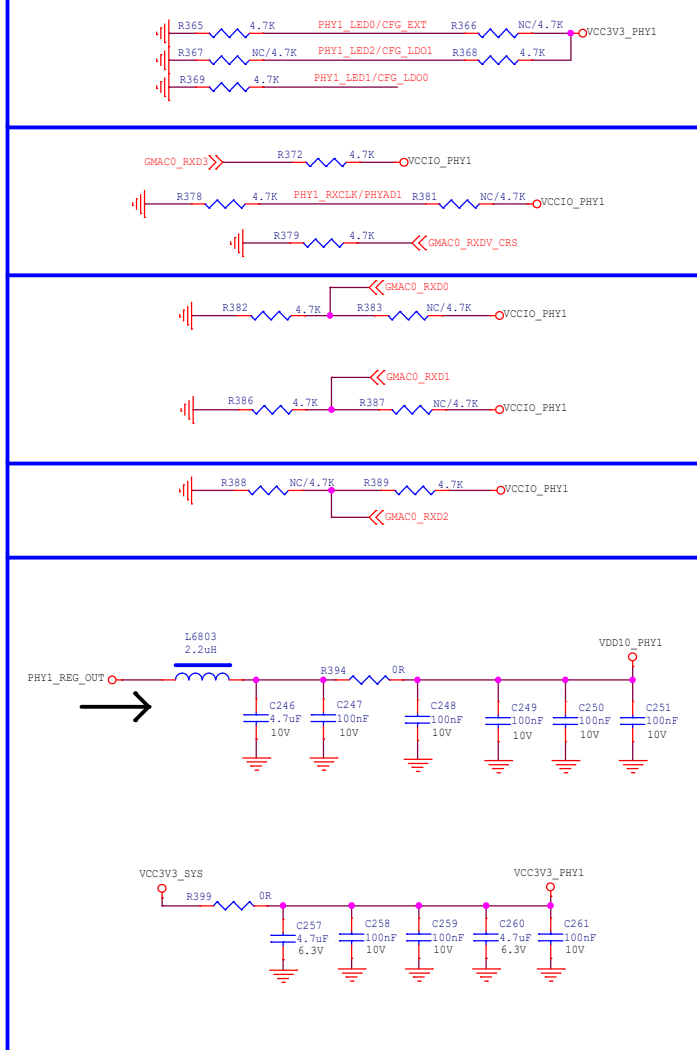 R365 4.7K PHY1_LED0/CFG_EXT R366 NC/4.7K VCC3V3_PHY1
R367 NC/4.7K PHY1_LED2/CFG_LDO1 R368 4.7K
R369 4.7K PHY1_LED1/CFG_LDO0
GMAC0_RXD3 R372 4.7K VCCIO_PHY1
R378 4.7K PHY1_RXCLK/PHYAD1 R381 NC/4.7K VCCIO_PHY1
R379 4.7K GMAC0_RXDV_CRS
GMAC0_RXD0
R382 4.7K R383 NC/4.7K VCCIO_PHY1
GMAC0_RXD1
R386 4.7K R387 NC/4.7K VCCIO_PHY1
R388 NC/4.7K R389 4.7K VCCIO_PHY1
GMAC0_RXD2
L6803
2.2uH
VDD10_PHY1
PHY1_REG_OUT R394 0R
C246 C247 C248 C249 C250 C251
4.7uF 100nF 100nF 100nF 100nF 100nF
10V 10V 10V 10V 10V 10V
VCC3V3_SYS VCC3V3_PHY1
R399 0R
C257 C258 C259 C260 C261
4.7uF 100nF 100nF 4.7uF 100nF
6.3V 10V 10V 6.3V 10V